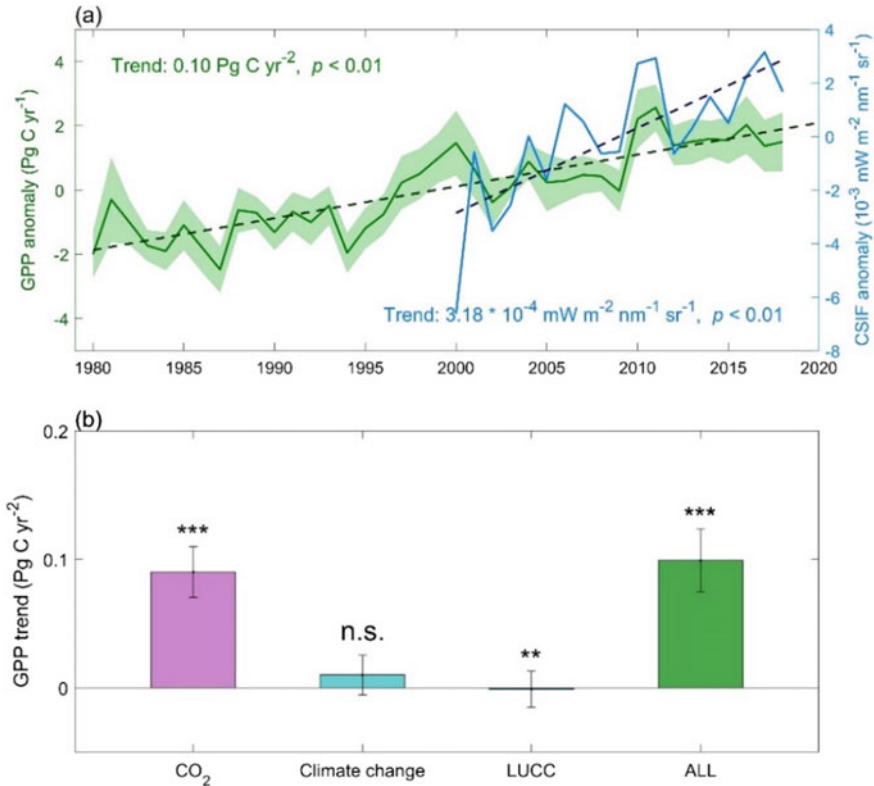 (a)
Trend: 0.10 Pg C yr⁻², p < 0.01
GPP anomaly (Pg C yr⁻¹)
4
2
0
-2
-4
CSIF anomaly (10⁻³ mW m⁻² nm⁻¹ sr⁻¹)
4
2
0
-2
-4
-6
-8
Trend: 3.18 * 10⁻⁴ mW m⁻² nm⁻¹ sr⁻¹, p < 0.01
1980 1985 1990 1995 2000 2005 2010 2015 2020
(b)
GPP trend (Pg C yr⁻²)
0.2
0.1
0
***
n.s.
**
***
CO₂ Climate change LUCC ALL